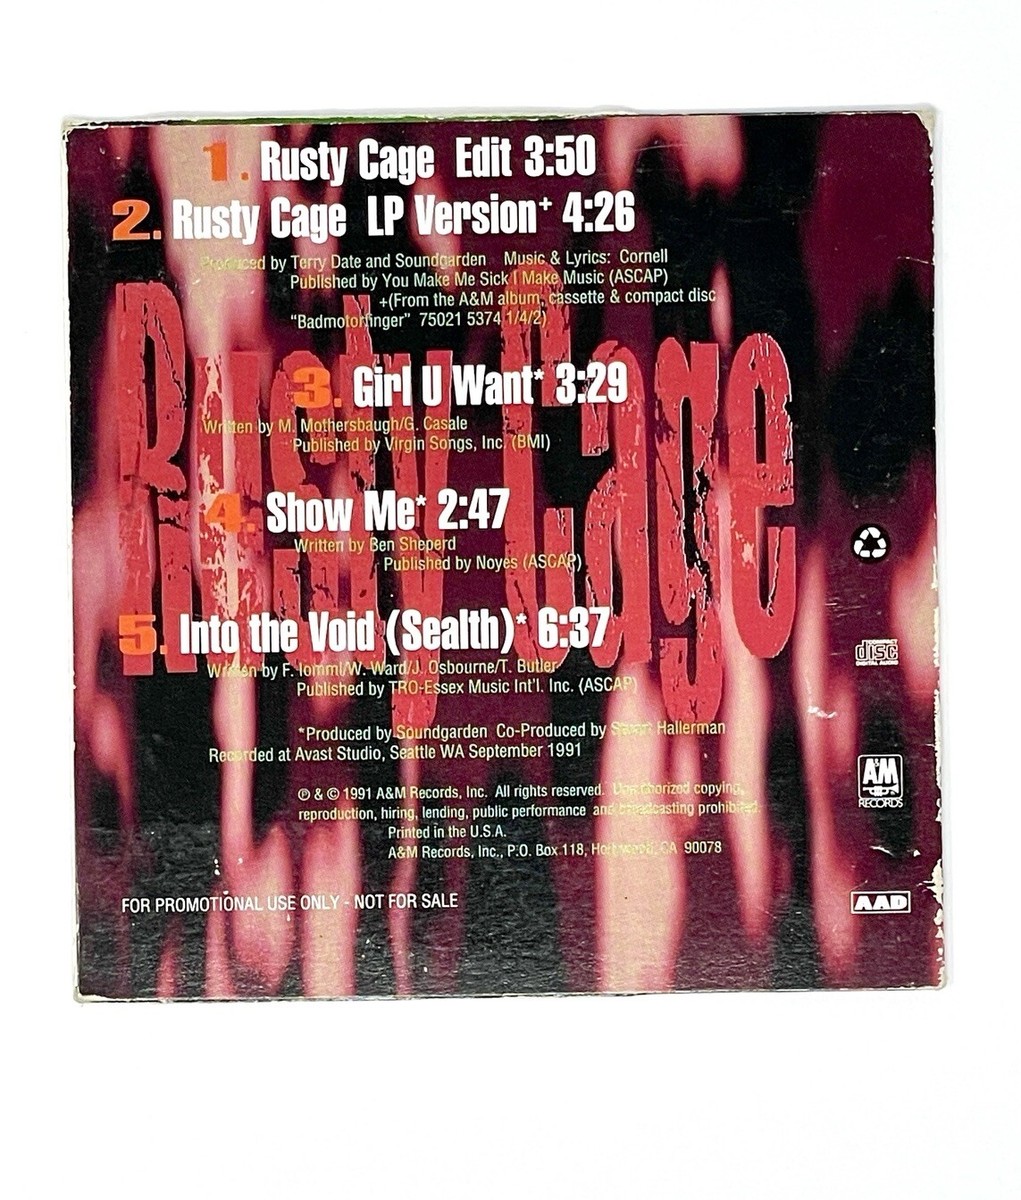 1. Rusty Cage Edit 3:50
2. Rusty Cage LP Version+ 4:26
Produced by Terry Date and Soundgarden Music & Lyrics: Cornell
Published by You Make Me Sick I Make Music (ASCAP)
+(From the A&M album, cassette & compact disc
"Badmotorfinger" 75021 5374 1/4/2)
Rusty Cage
3. Girl U Want* 3:29
Written by M. Mothersbaugh/G. Casale
Published by Virgin Songs, Inc. (BMI)
4. Show Me* 2:47
Written by Ben Sheperd
Published by Noyes (ASCAP)
5. Into the Void (Sealth)* 6:37
Written by F. Iommi/W. Ward/J. Osbourne/T. Butler
Published by TRO-Essex Music Int'l. Inc. (ASCAP)
*Produced by Soundgarden Co-Produced by Hallerman
Recorded at Avast Studio, Seattle WA September 1991
℗ & © 1991 A&M Records, Inc. All rights reserved. Unauthorized copying,
reproduction, hiring, lending, public performance and broadcasting prohibited.
Printed in the U.S.A.
A&M Records, Inc., P.O. Box 118, Hollywood, CA 90078
FOR PROMOTIONAL USE ONLY - NOT FOR SALE
COMPACT
disc
DIGITAL AUDIO
A&M
RECORDS
AAD